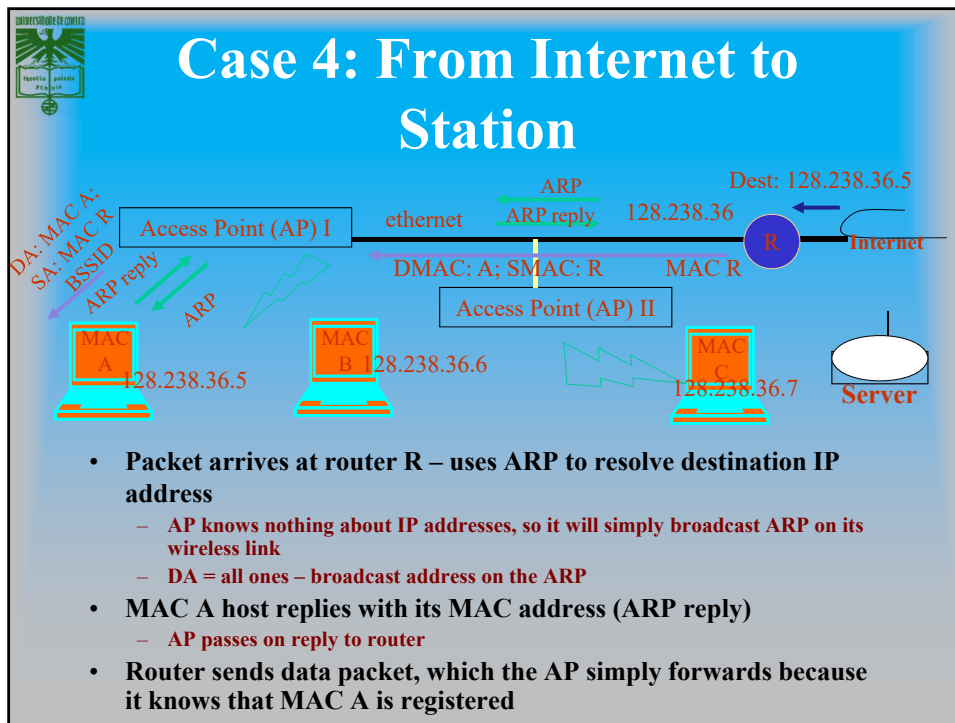 universidade de aveiro
theoria poiesis
praxis
Case 4: From Internet to
Station
ARP
Dest: 128.238.36.5
DA: MAC A;
SA: MAC R
BSSID
ARP reply
ARP
Access Point (AP) I
ethernet
ARP reply
128.238.36
R
Internet
DMAC: A; SMAC: R
MAC R
Access Point (AP) II
MAC
A
128.238.36.5
MAC
B
128.238.36.6
MAC
C
128.238.36.7
Server
• Packet arrives at router R – uses ARP to resolve destination IP
address
– AP knows nothing about IP addresses, so it will simply broadcast ARP on its
wireless link
– DA = all ones – broadcast address on the ARP
• MAC A host replies with its MAC address (ARP reply)
– AP passes on reply to router
• Router sends data packet, which the AP simply forwards because
it knows that MAC A is registered